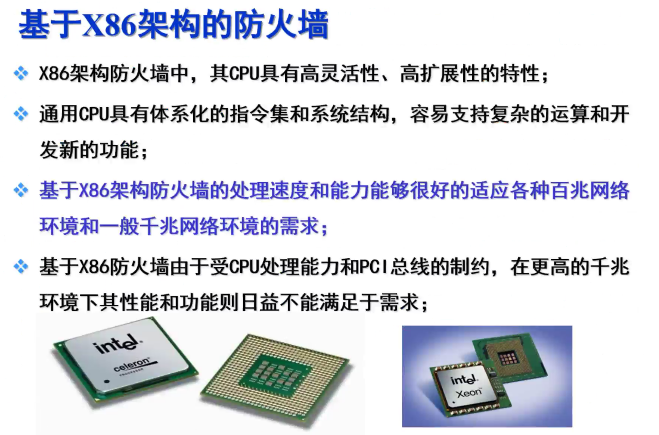 基于X86架构的防火墙
X86架构防火墙中，其CPU具有高灵活性、高扩展性的特性；
通用CPU具有体系化的指令集和系统结构，容易支持复杂的运算和开
发新的功能；
基于X86架构防火墙的处理速度和能力能够很好的适应各种百兆网络
环境和一般千兆网络环境的需求；
基于X86防火墙由于受CPU处理能力和PCI总线的制约，在更高的千兆
环境下其性能和功能则日益不能满足于需求；
intel
celeron
intel
Xeon